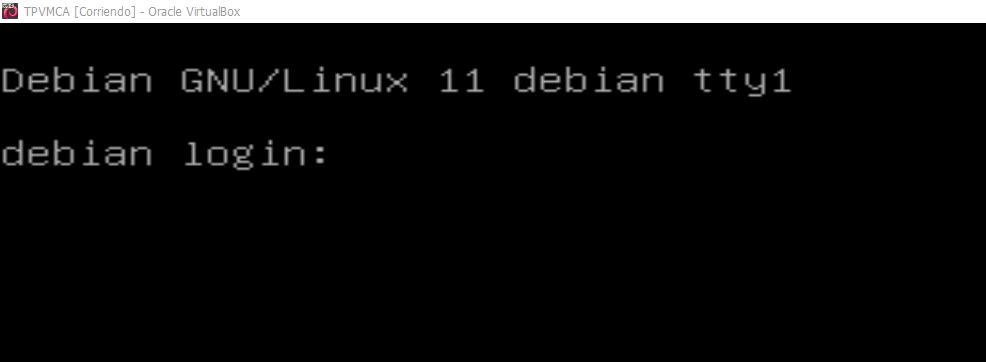 TPVMCA [Corriendo] - Oracle VirtualBox
Debian GNU/Linux 11 debian tty1
debian login: